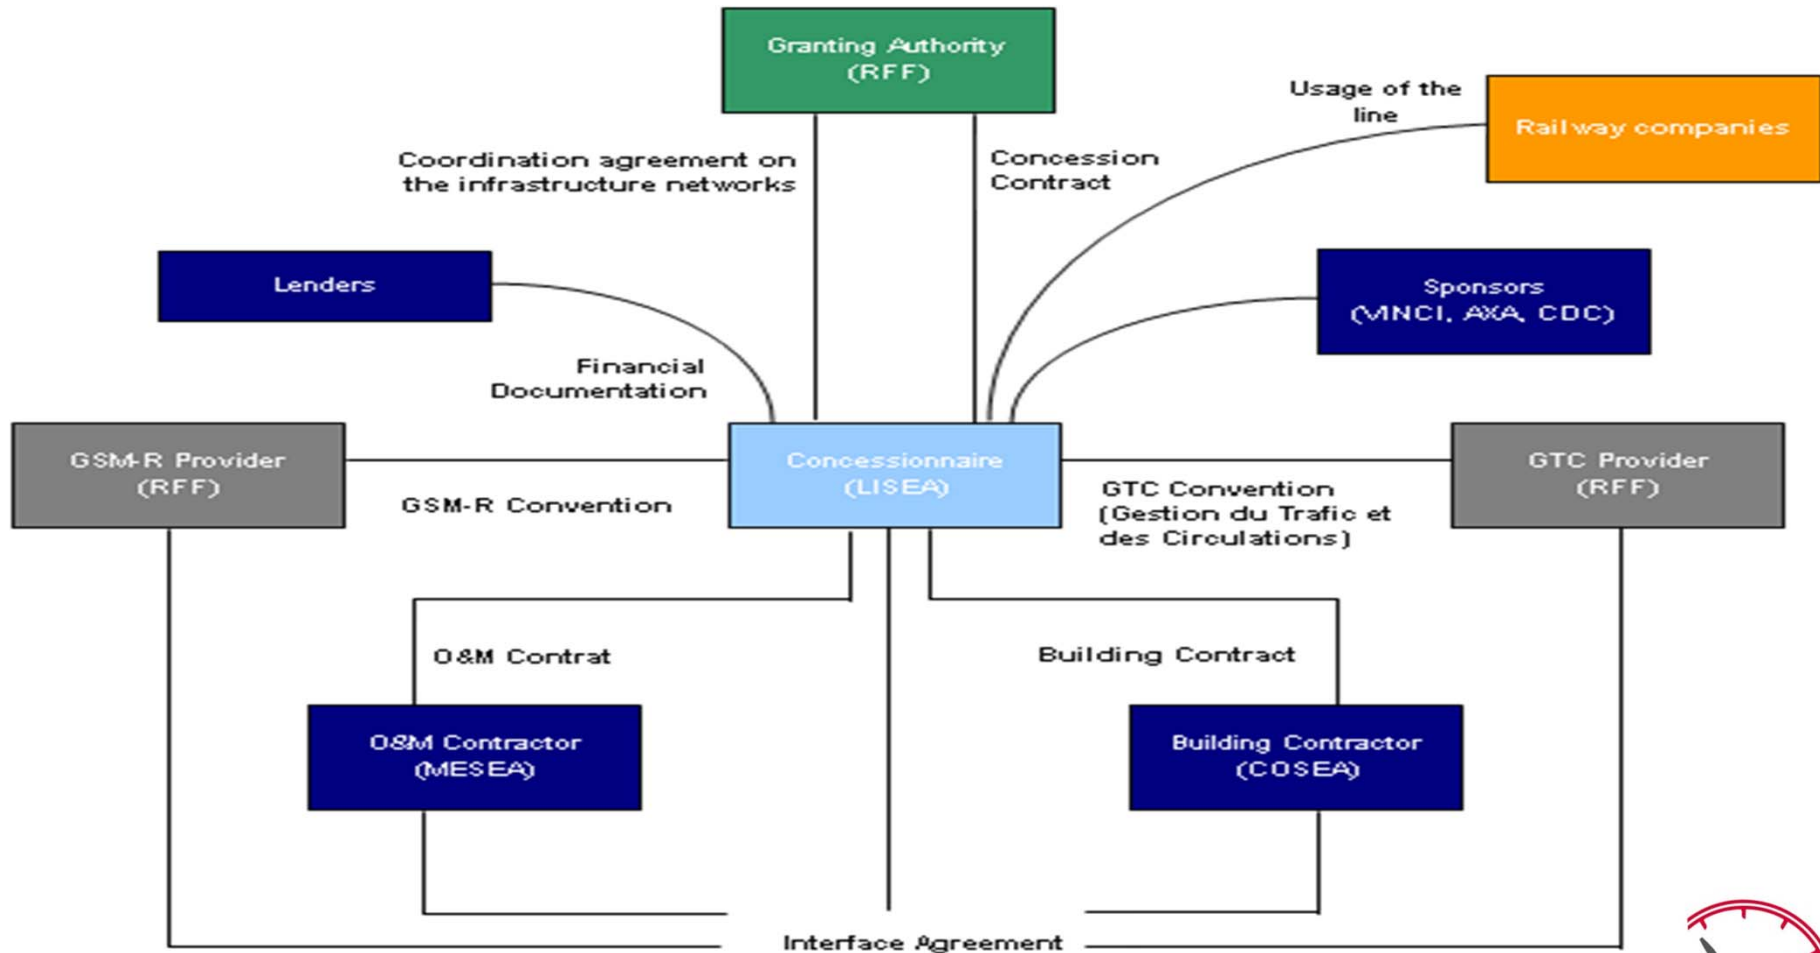 Granting Authority
(RFF)
Usage of the
line
Railway companies
Coordination agreement on
the infrastructure networks
Concession
Contract
Lenders
Sponsors
(VINCI, AXA, CDC)
Financial
Documentation
GSM-R Provider
(RFF)
Concessionnaire
(LISEA)
GTC Provider
(RFF)
GSM-R Convention
GTC Convention
(Gestion du Trafic et
des Circulations)
O&M Contrat
Building Contract
O&M Contractor
(MESEA)
Building Contractor
(COSEA)
Interface Agreement